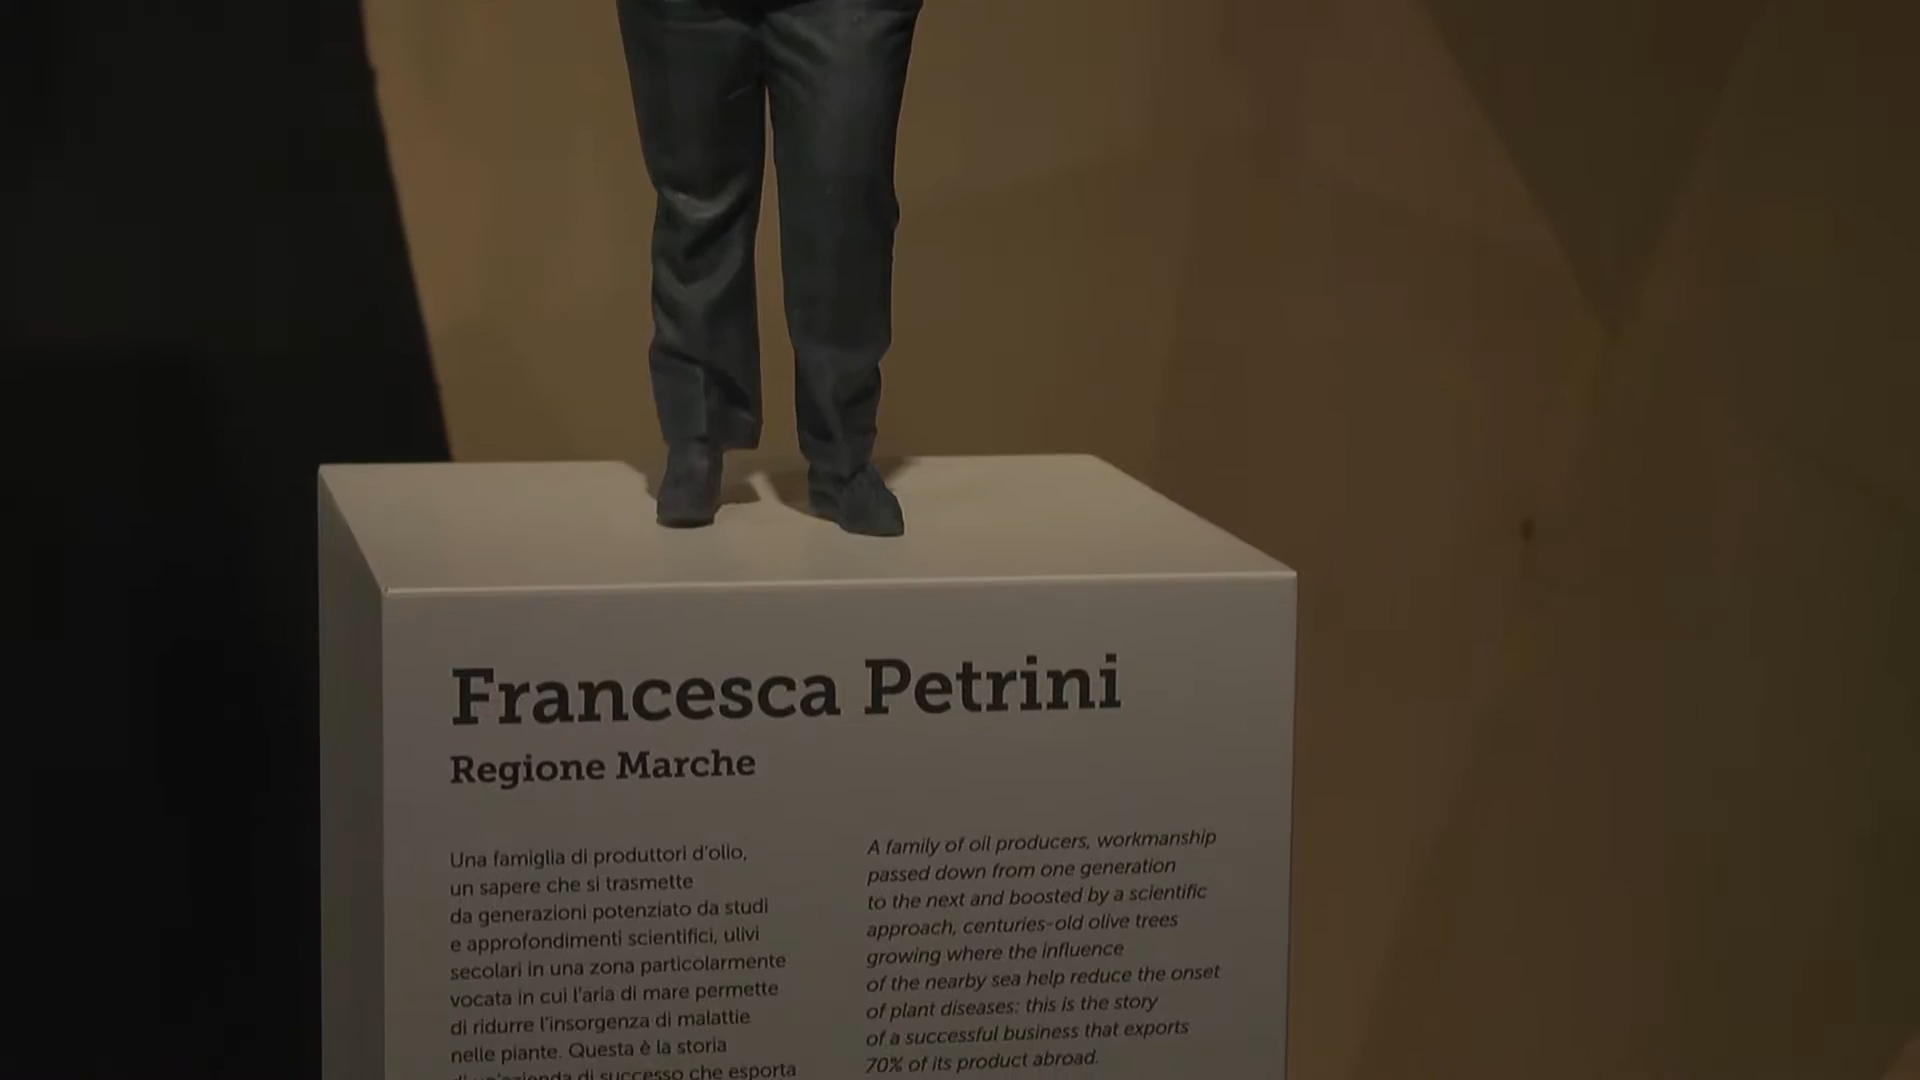 Francesca Petrini
Regione Marche
Una famiglia di produttori d'olio,
un sapere che si trasmette
da generazioni potenziato da studi
e approfondimenti scientifici, ulivi
secolari in una zona particolarmente
vocata in cui l'aria di mare permette
di ridurre l'insorgenza di malattie
nelle piante. Questa è la storia
di un'azienda di successo che esporta
A family of oil producers, workmanship
passed down from one generation
to the next and boosted by a scientific
approach, centuries-old olive trees
growing where the influence
of the nearby sea help reduce the onset
of plant diseases: this is the story
of a successful business that exports
70% of its product abroad.